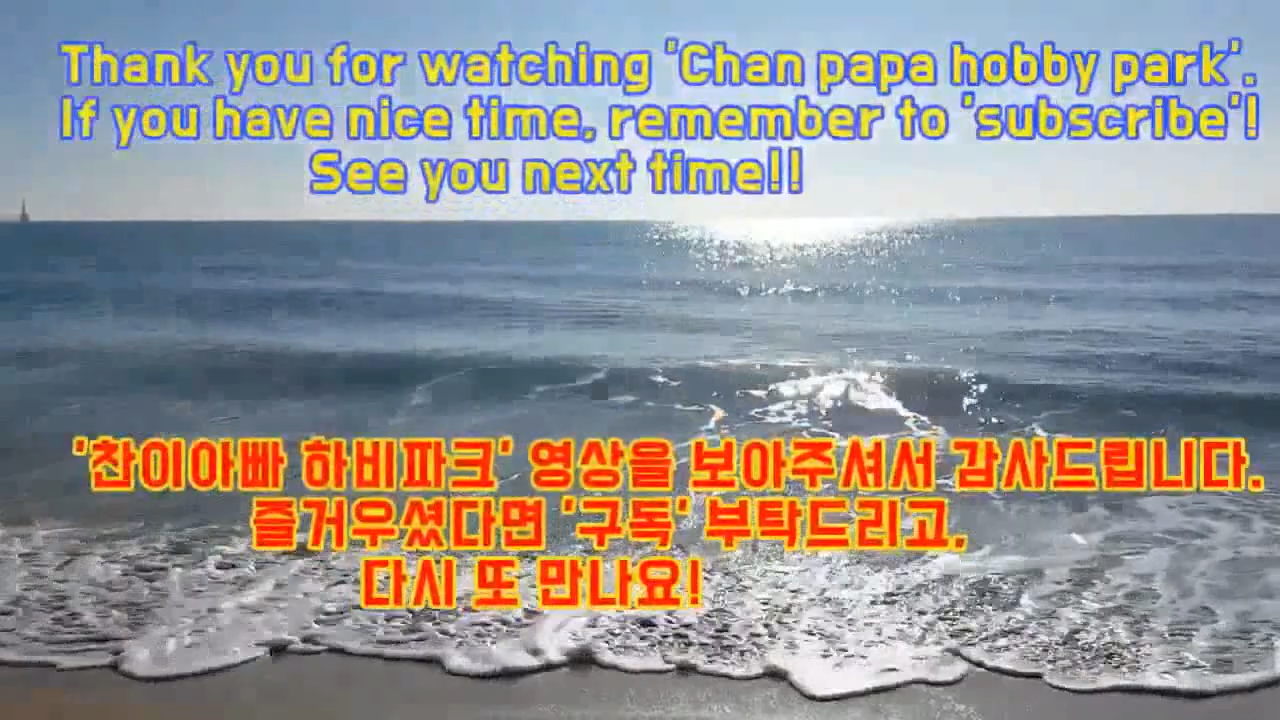 Thank you for watching 'Chan papa hobby park'.
If you have nice time, remember to 'subscribe'!
See you next time!!
'찬이아빠 하비파크' 영상을 보아주셔서 감사드립니다.
즐거우셨다면 '구독' 부탁드리고,
다시 또 만나요!